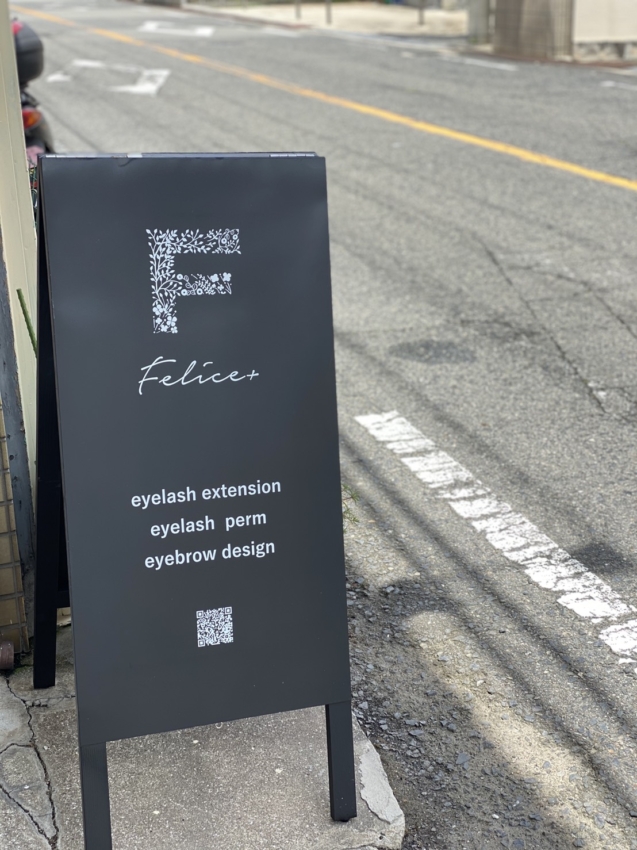 F
Felice+
eyelash extension
eyelash perm
eyebrow design